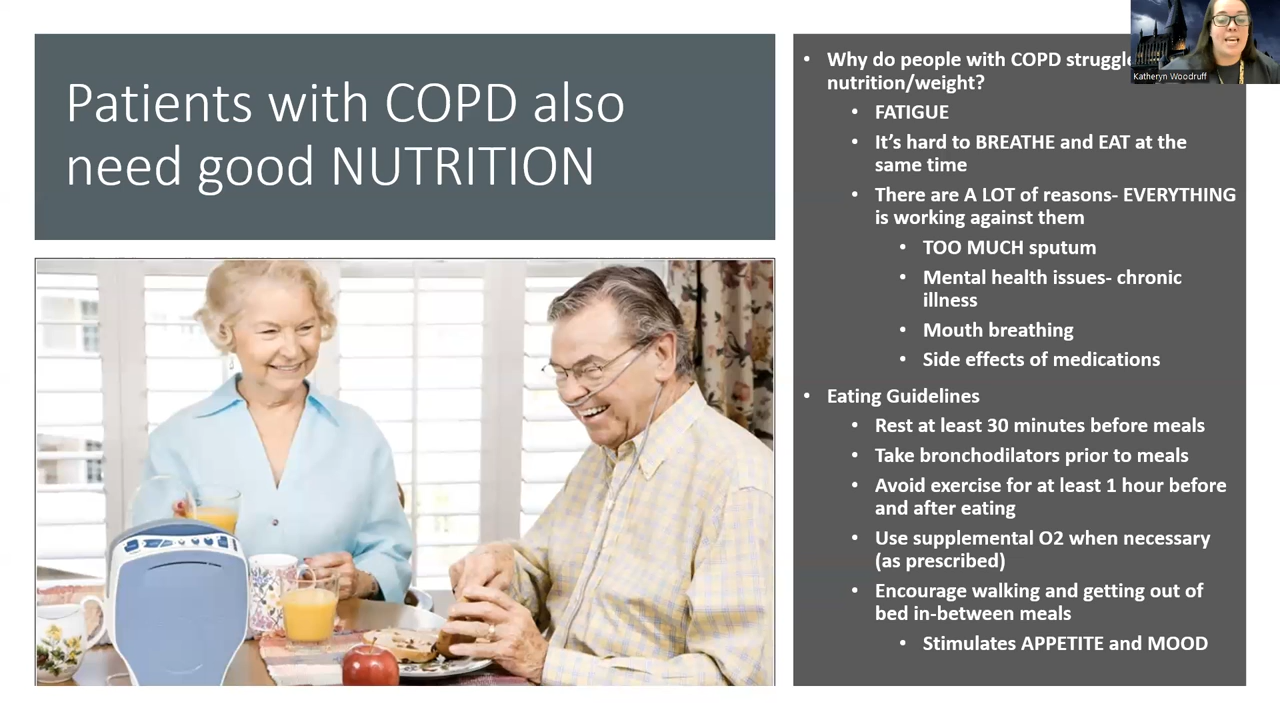 Patients with COPD also
need good NUTRITION
• Why do people with COPD struggle
nutrition/weight?
• FATIGUE
• It's hard to BREATHE and EAT at the
same time
• There are A LOT of reasons- EVERYTHING
is working against them
• TOO MUCH sputum
• Mental health issues- chronic
illness
• Mouth breathing
• Side effects of medications
• Eating Guidelines
• Rest at least 30 minutes before meals
• Take bronchodilators prior to meals
• Avoid exercise for at least 1 hour before
and after eating
• Use supplemental O2 when necessary
(as prescribed)
• Encourage walking and getting out of
bed in-between meals
• Stimulates APPETITE and MOOD
Katheryn Woodruff